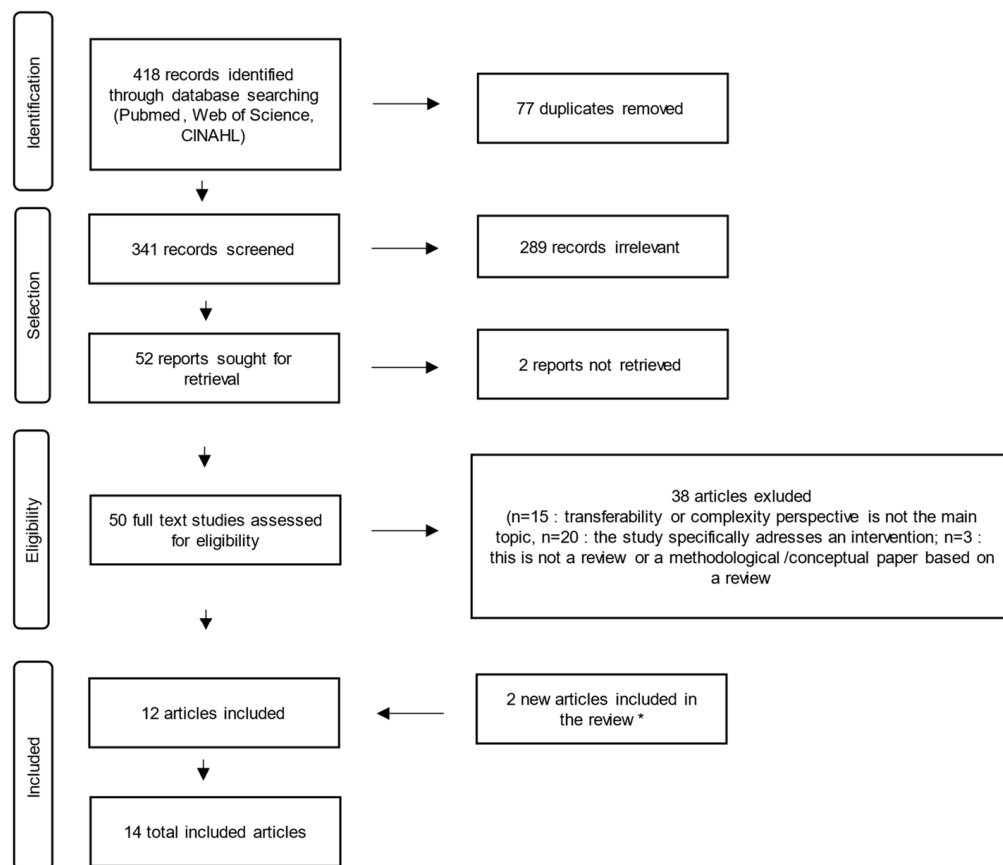 Identification
418 records identified
through database searching
(Pubmed, Web of Science,
CINAHL)
77 duplicates removed
Selection
341 records screened
289 records irrelevant
52 reports sought for
retrieval
2 reports not retrieved
Eligibility
50 full text studies assessed
for eligibility
38 articles exluded
(n=15 : transferability or complexity perspective is not the main
topic, n=20 : the study specifically adresses an intervention; n=3 :
this is not a review or a methodological /conceptual paper based on
a review
Included
12 articles included
2 new articles included in
the review *
14 total included articles